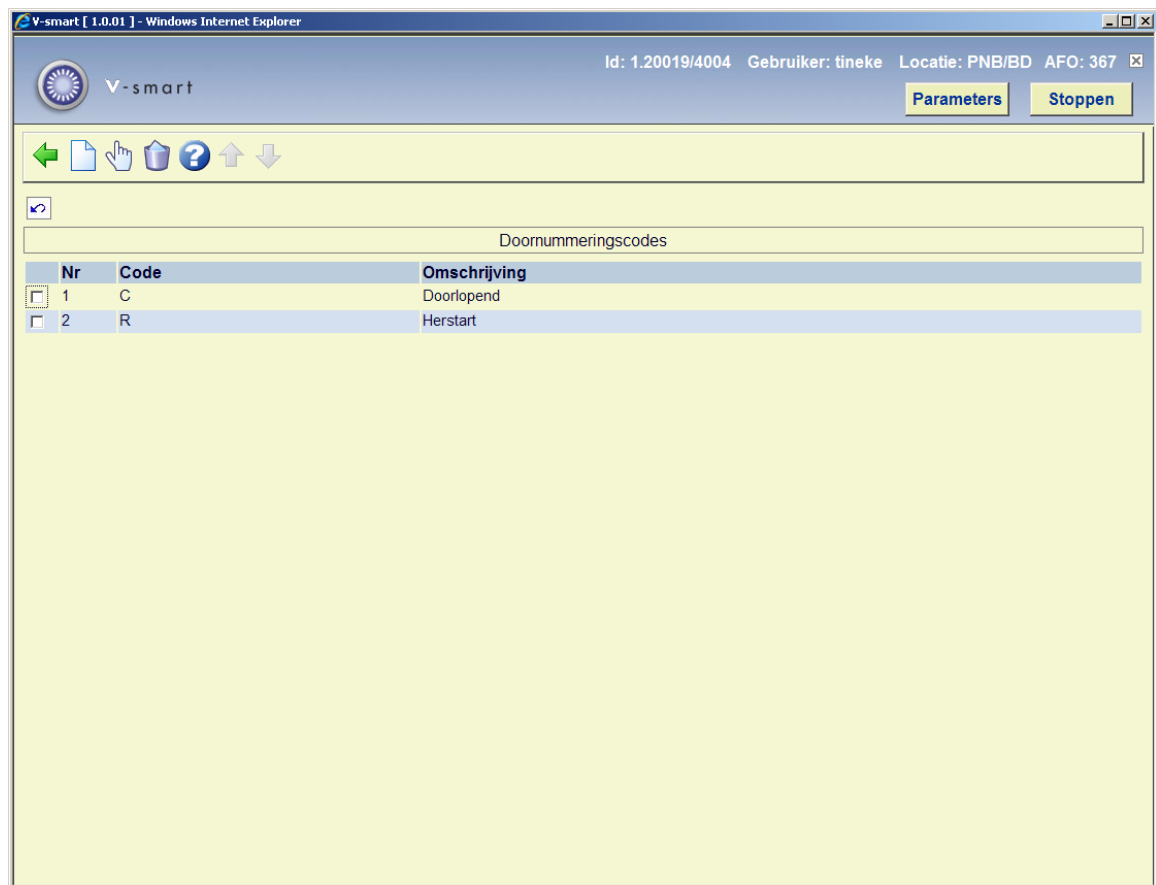 V-smart [ 1.0.01 ] - Windows Internet Explorer
Id: 1.20019/4004 Gebruiker: tineke Locatie: PNB/BD AFO: 367
V-smart
Parameters Stoppen
Doornummeringscodes
Nr Code Omschrijving
1 C Doorlopend
2 R Herstart